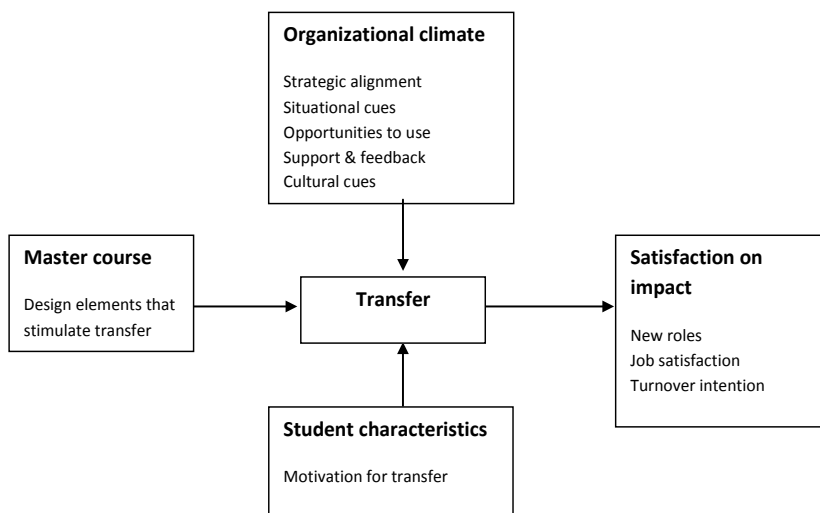 Organizational climate
Strategic alignment
Situational cues
Opportunities to use
Support & feedback
Cultural cues
Master course
Design elements that
stimulate transfer
Transfer
Satisfaction on
impact
New roles
Job satisfaction
Turnover intention
Student characteristics
Motivation for transfer